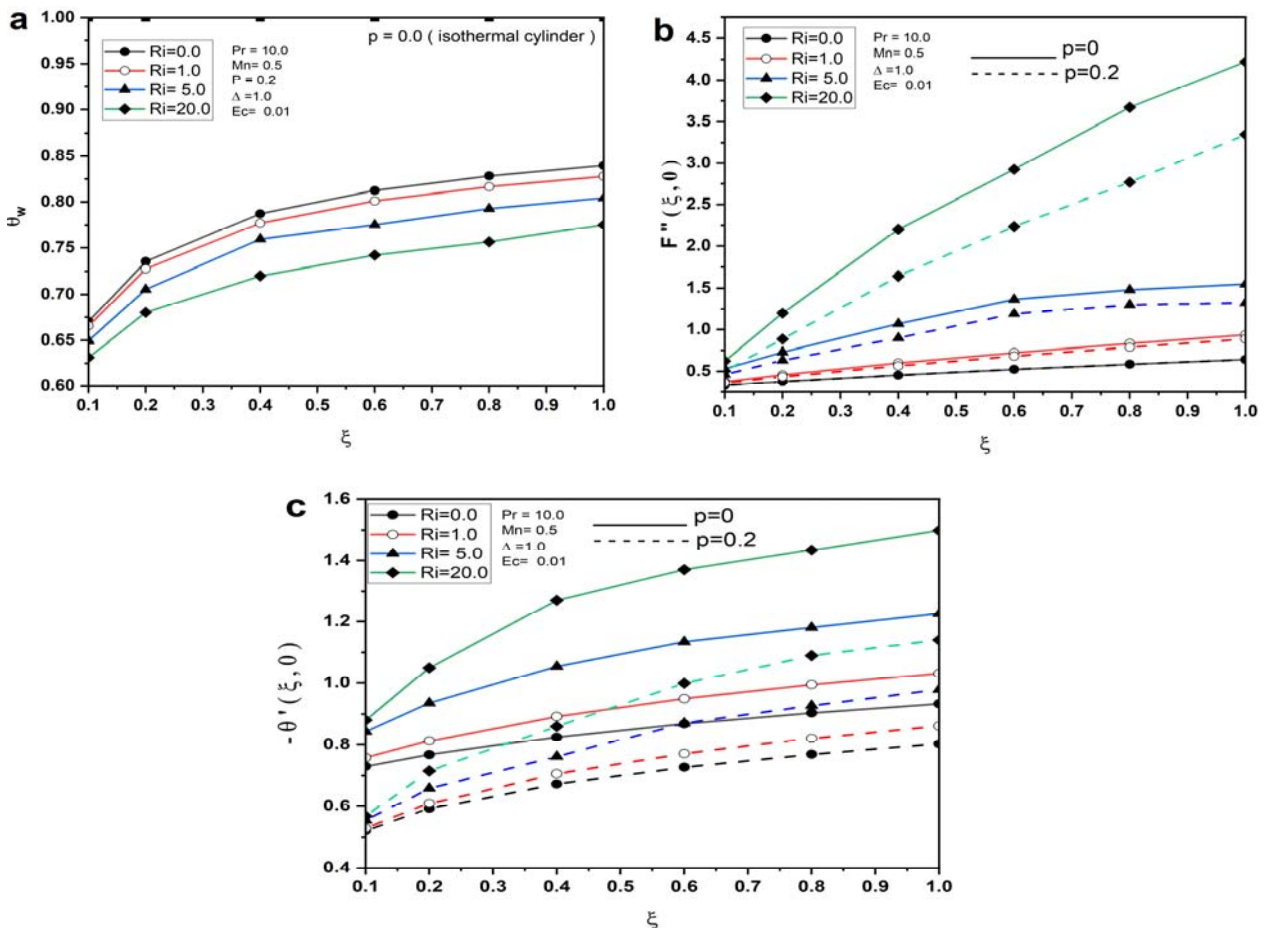 a
p = 0.0 ( isothermal cylinder )
Ri=0.0
Ri=1.0
Ri= 5.0
Ri=20.0
Pr = 10.0
Mn= 0.5
P = 0.2
Δ =1.0
Ec= 0.01
1.00
0.95
0.90
0.85
0.80
0.75
0.70
0.65
0.60
θw
0.1 0.2 0.3 0.4 0.5 0.6 0.7 0.8 0.9 1.0
ξ
b
Ri=0.0
Ri=1.0
Ri= 5.0
Ri=20.0
Pr = 10.0
Mn= 0.5
Δ =1.0
Ec= 0.01
p=0
p=0.2
4.5
4.0
3.5
3.0
2.5
2.0
1.5
1.0
0.5
F"(ξ,0)
0.1 0.2 0.3 0.4 0.5 0.6 0.7 0.8 0.9 1.0
ξ
c
Ri=0.0
Ri=1.0
Ri= 5.0
Ri=20.0
Pr = 10.0
Mn= 0.5
Δ =1.0
Ec= 0.01
p=0
p=0.2
1.6
1.4
1.2
1.0
0.8
0.6
0.4
-θ'(ξ,0)
0.1 0.2 0.3 0.4 0.5 0.6 0.7 0.8 0.9 1.0
ξ